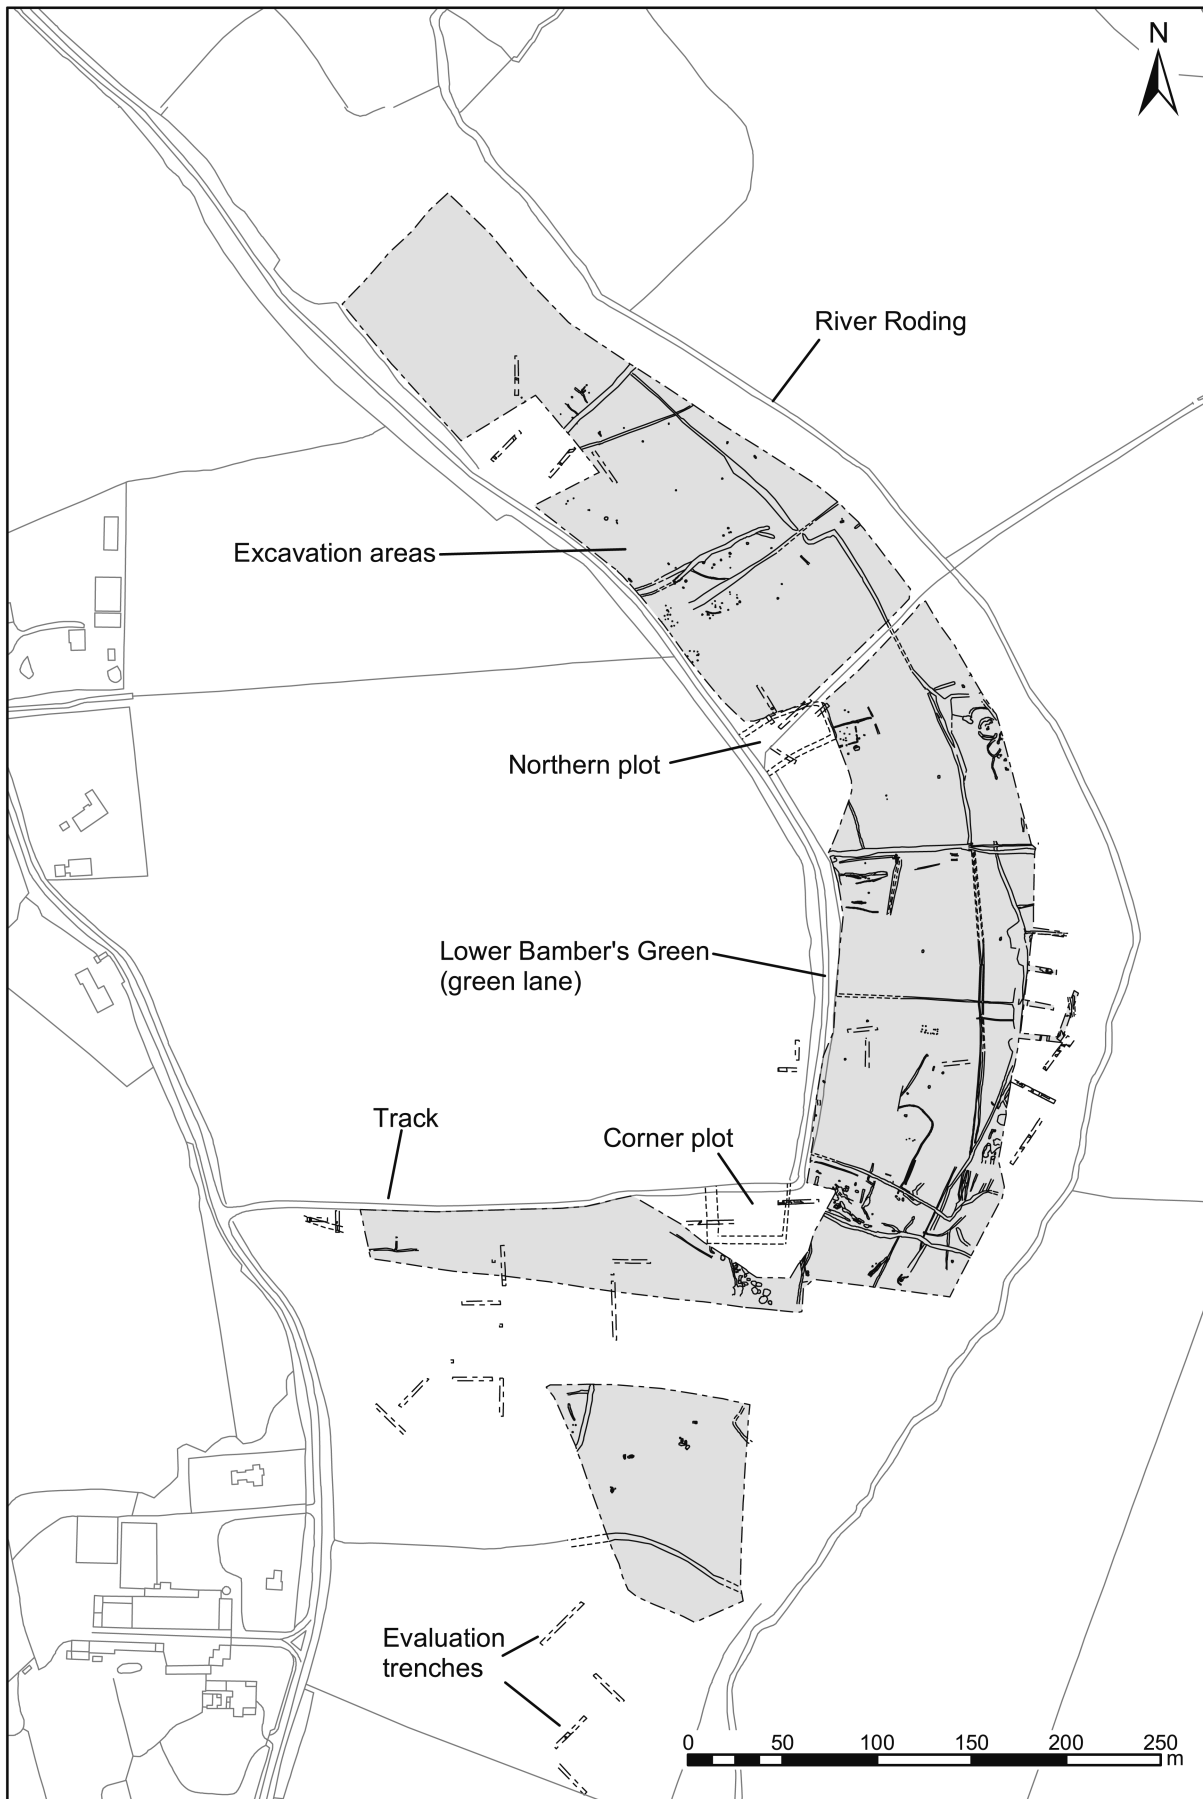 N
River Roding
Excavation areas
Northern plot
Lower Bamber's Green
(green lane)
Track
Corner plot
Evaluation
trenches
0 50 100 150 200 250
m